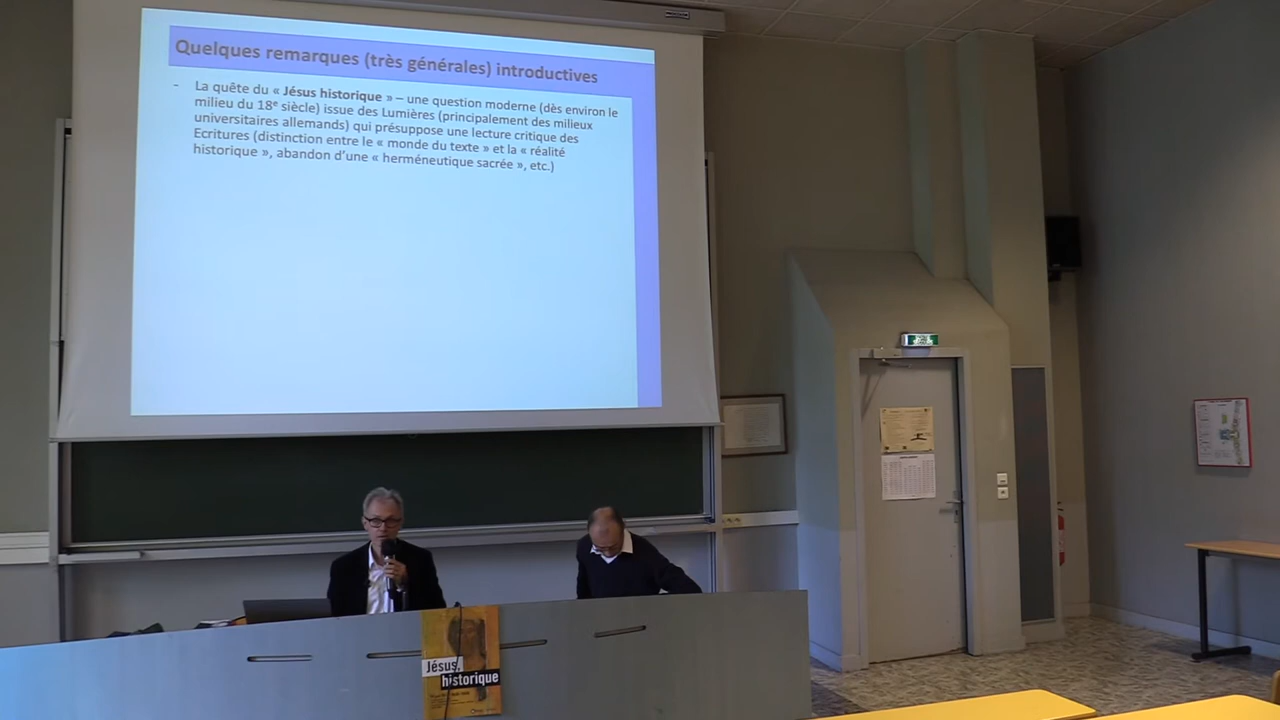 Quelques remarques (très générales) introductives
- La quête du « Jésus historique » – une question moderne (dès environ le
milieu du 18e siècle) issue des Lumières (principalement des milieux
universitaires allemands) qui présuppose une lecture critique des
Ecritures (distinction entre le « monde du texte » et la « réalité
historique », abandon d'une « herméneutique sacrée », etc.)
Jésus,
historique